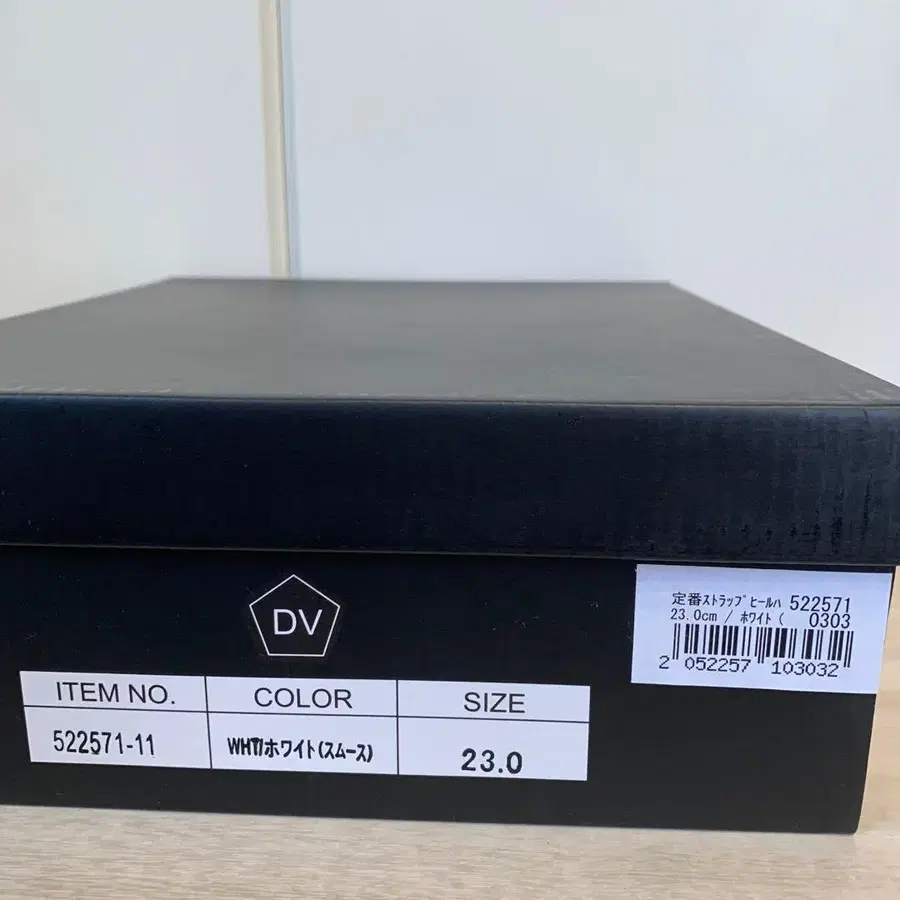 DV
定番ストラップヒールハ 522571
23.0cm / ホワイト( 0303
2 052257 103032
ITEM NO. COLOR SIZE
522571-11 WHT/ホワイト(スムース) 23.0